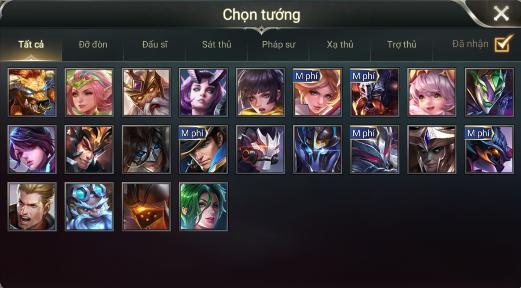 Chọn tướng
Tất cả Đỡ đòn Đấu sĩ Sát thủ Pháp sư Xạ thủ Trợ thủ Đã nhận
M phí M phí
M phí M phí M phí